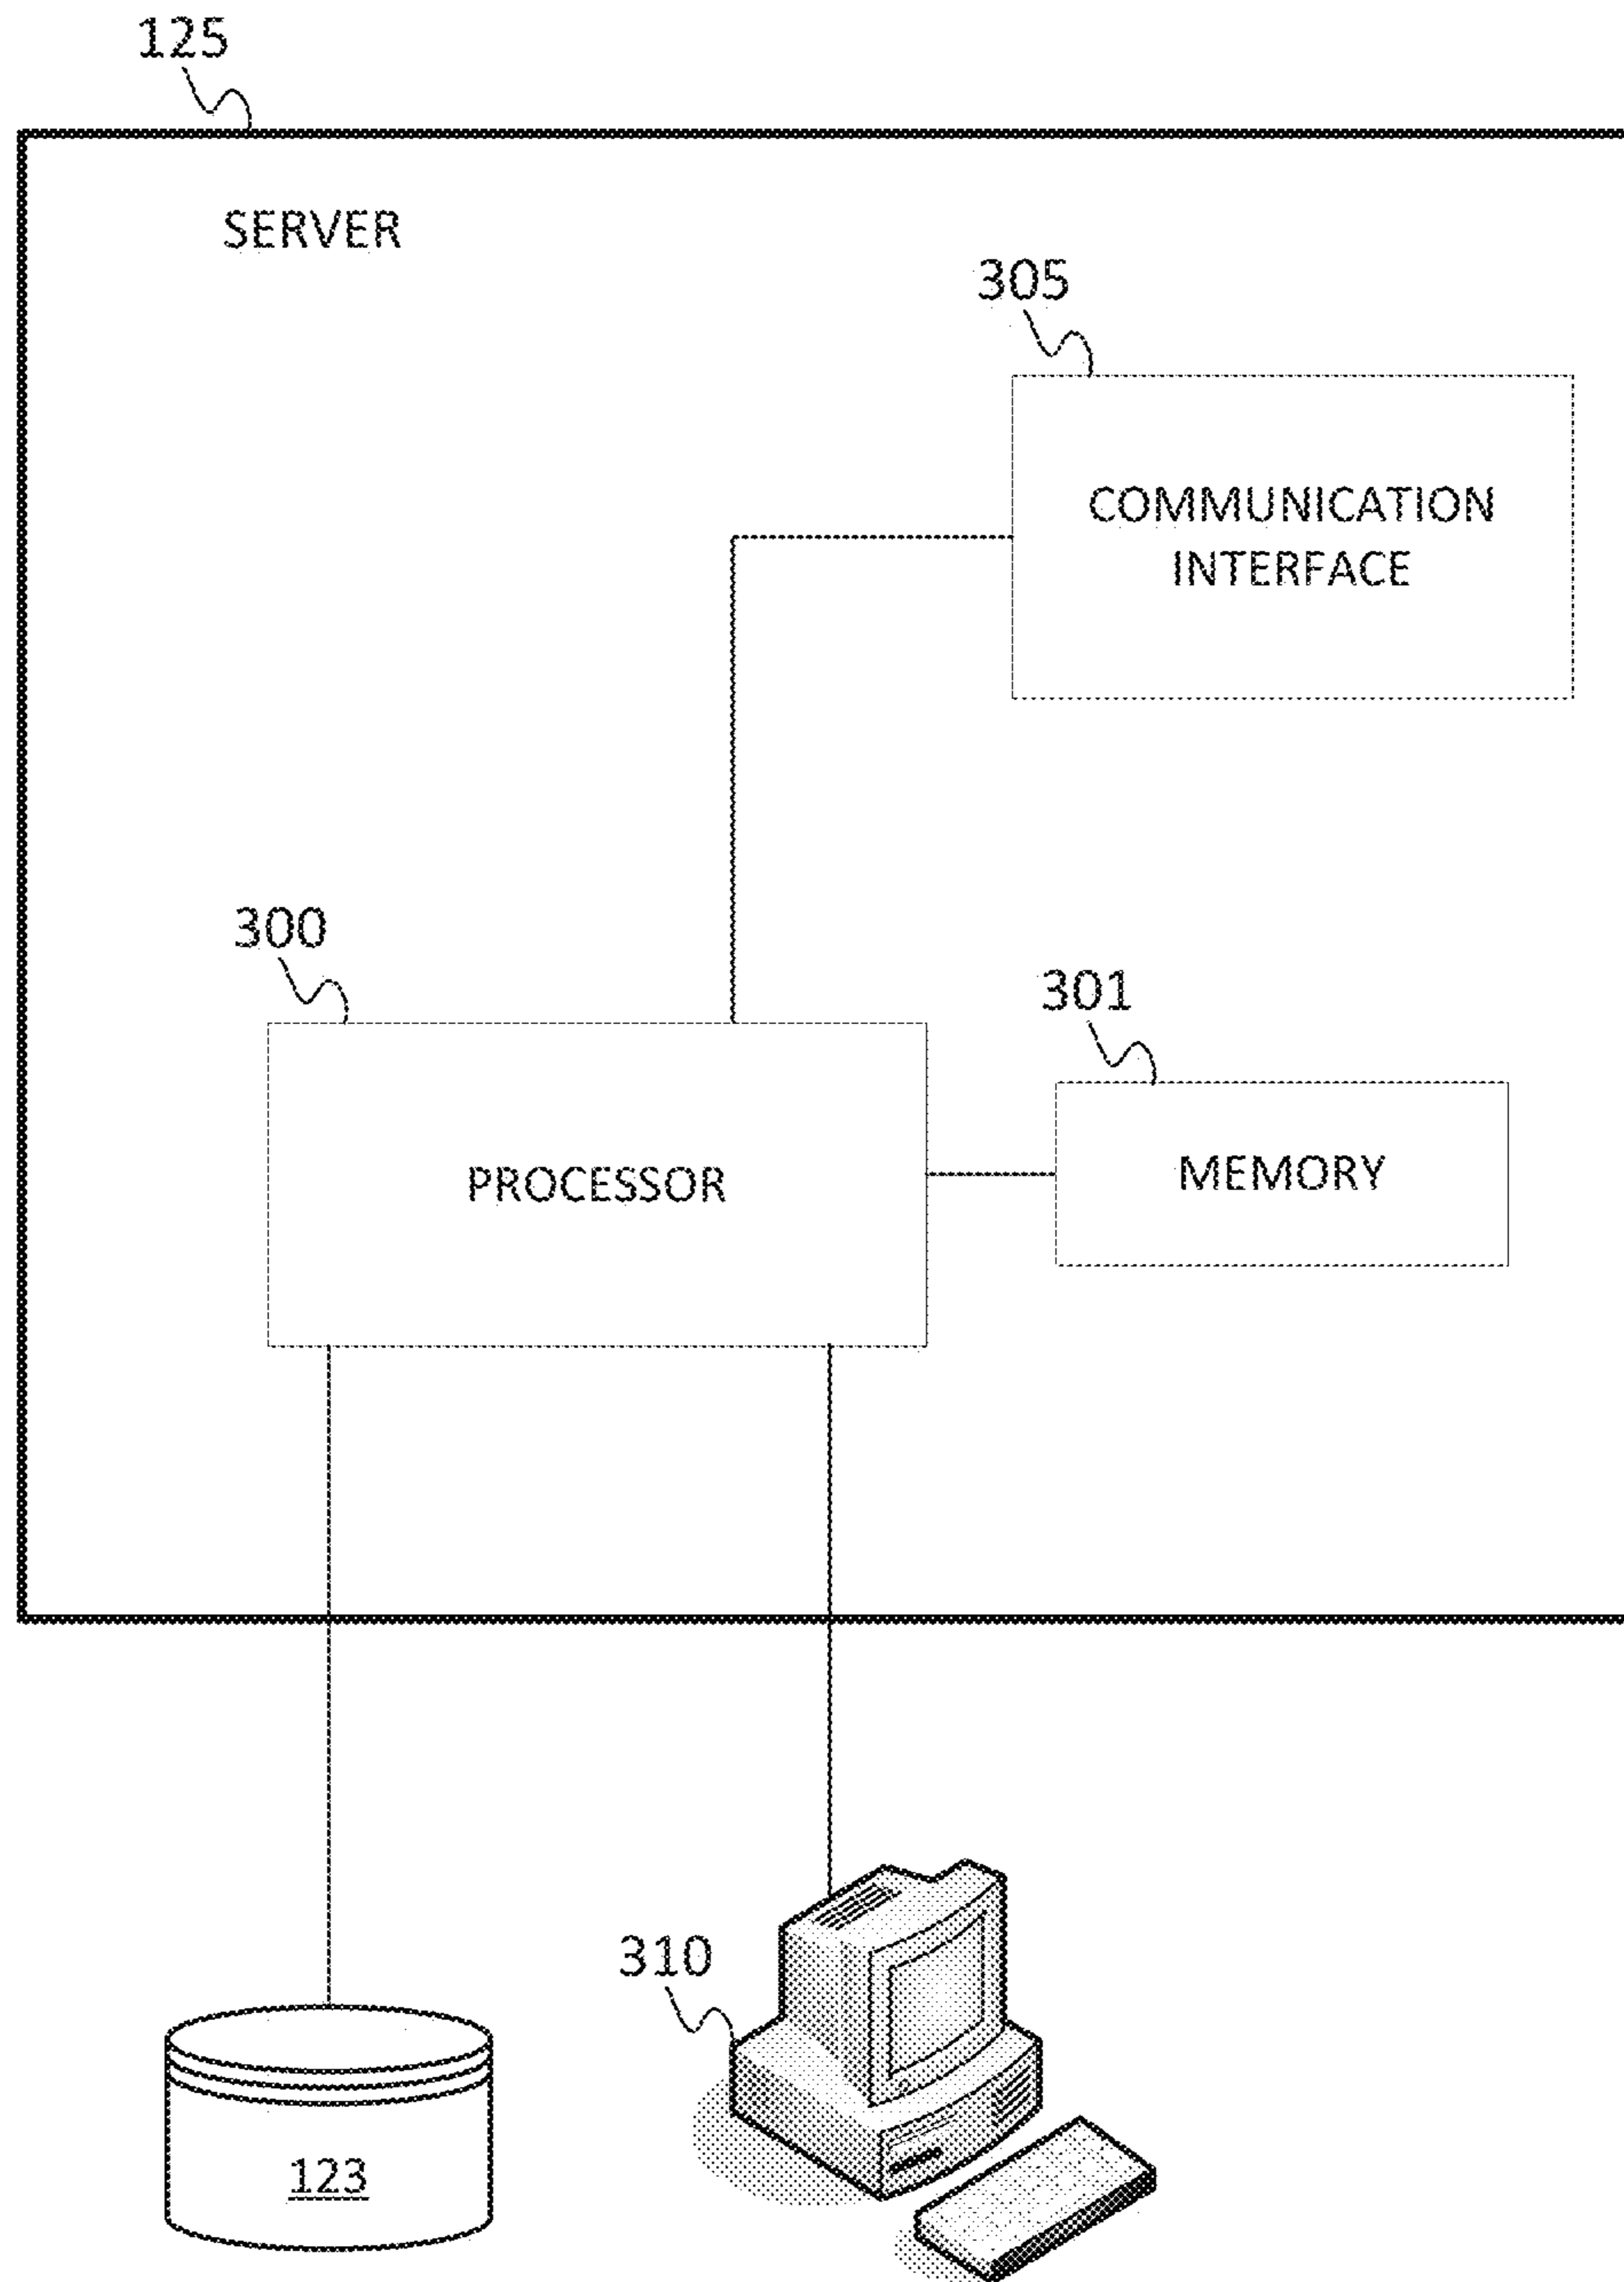 125
SERVER
305
COMMUNICATION
INTERFACE
300
301
PROCESSOR
MEMORY
310
123